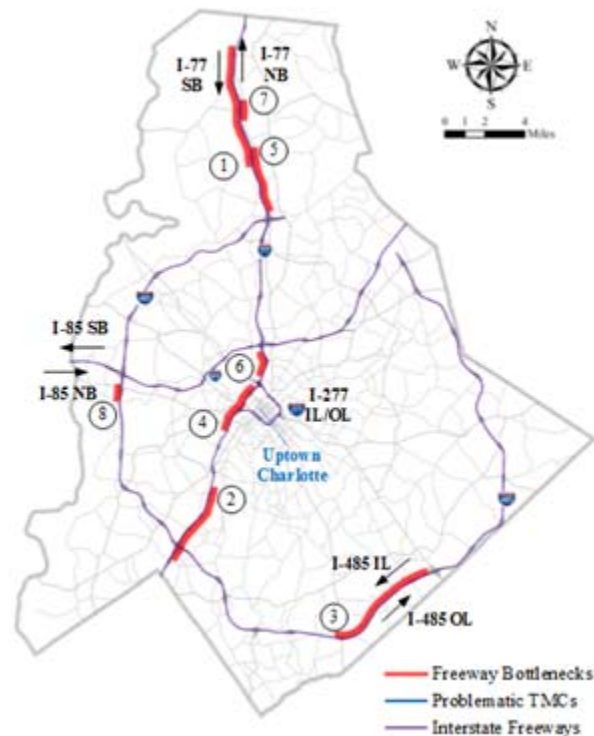 I-77
SB
I-77
NB
N
W
E
S
0 1 2 4
Miles
7
5
1
I-85 SB
I-85 NB
6
8
4
I-277
IL/OL
Uptown
Charlotte
2
I-485 IL
3
I-485 OL
Freeway Bottlenecks
Problematic TMCs
Interstate Freeways